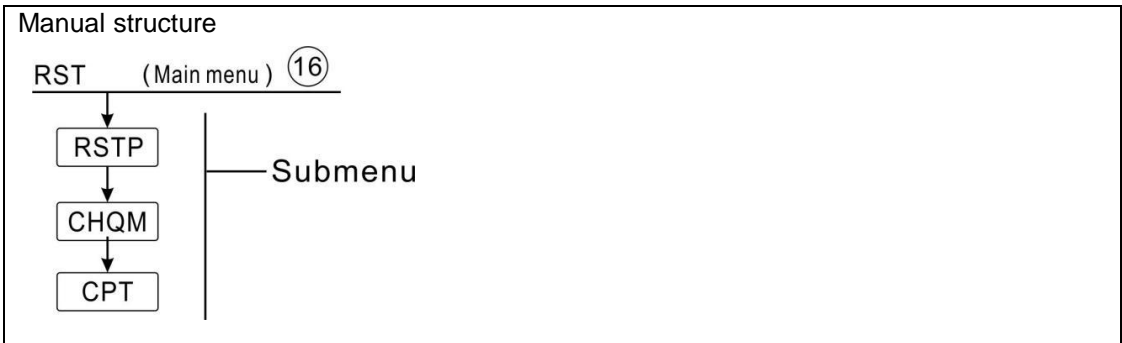 Manual structure
RST (Main menu) 16
RSTP
Submenu
CHQM
CPT